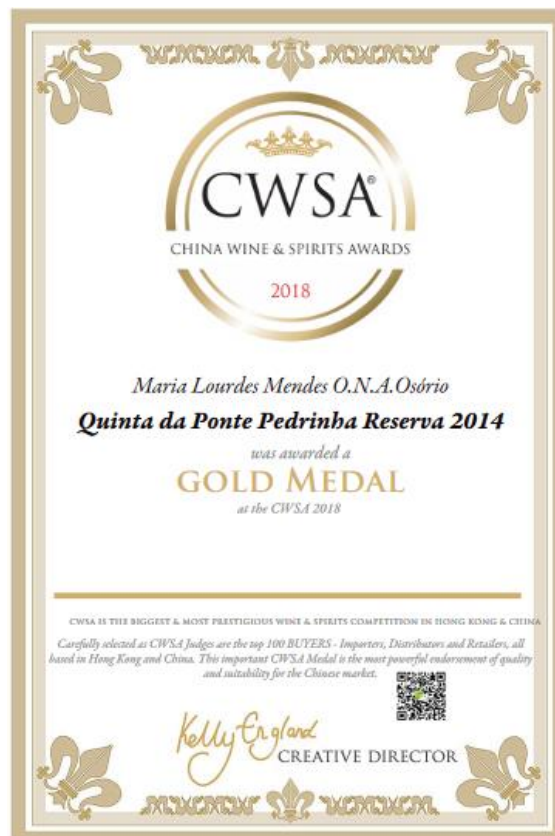 CWSA®
CHINA WINE & SPIRITS AWARDS
2018
Maria Lourdes Mendes O.N.A.Osório
Quinta da Ponte Pedrinha Reserva 2014
was awarded a
GOLD MEDAL
at the CWSA 2018
CWSA IS THE BIGGEST & MOST PRESTIGIOUS WINE & SPIRITS COMPETITION IN HONG KONG & CHINA
Carefully selected as CWSA Judges are the top 100 BUYERS - Importers, Distributors and Retailers, all
based in Hong Kong and China. This important CWSA Medal is the most powerful endorsement of quality
and suitability for the Chinese market.
Kelly England
CREATIVE DIRECTOR